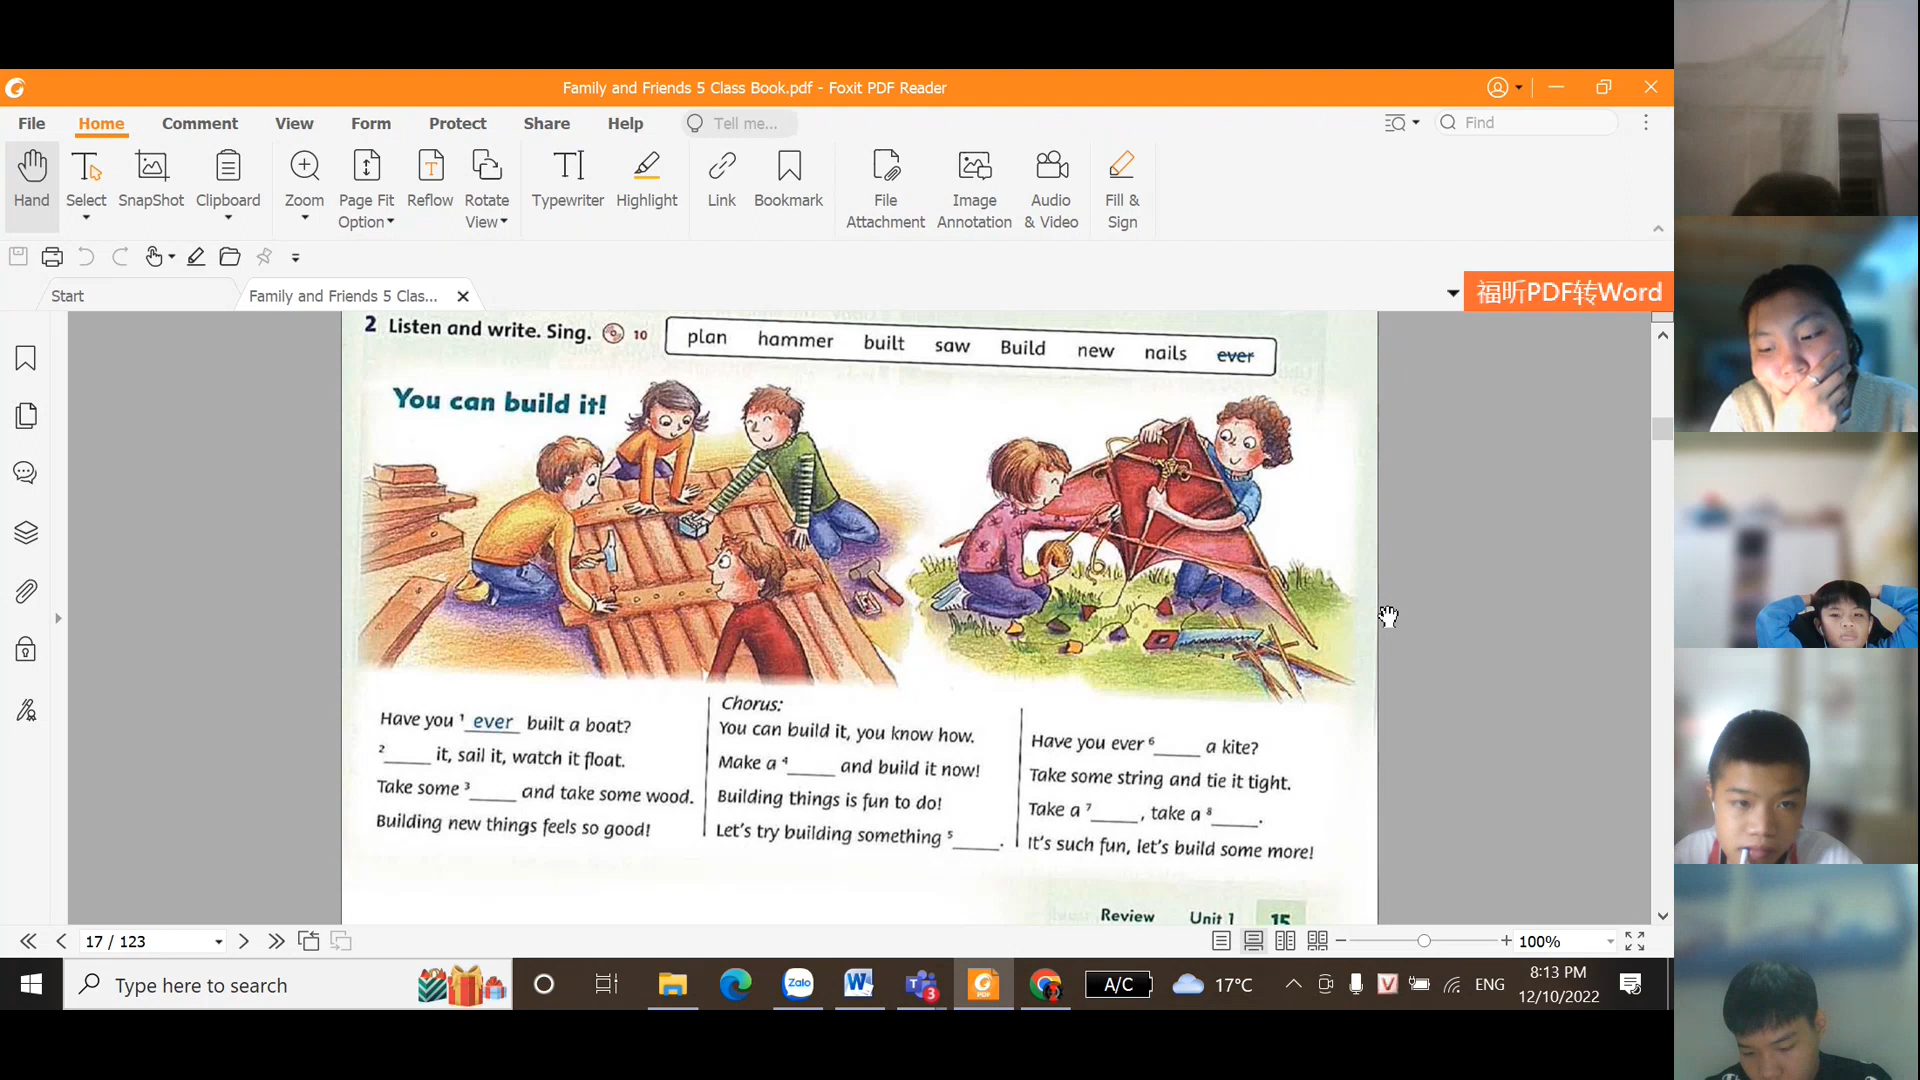 Family and Friends 5 Class Book.pdf - Foxit PDF Reader
File Home Comment View Form Protect Share Help Tell me... Find
Hand Select SnapShot Clipboard Zoom Page Fit Option Reflow Rotate View Typewriter Highlight Link Bookmark File Attachment Image Annotation Audio & Video Fill & Sign
Start Family and Friends 5 Clas... 福昕PDF转Word
2 Listen and write. Sing. 10
plan hammer built saw Build new nails ever
You can build it!
Have you 1 ever built a boat?
2 ____ it, sail it, watch it float.
Take some 3 ____ and take some wood.
Building new things feels so good!
Chorus:
You can build it, you know how.
Make a 4 ____ and build it now!
Building things is fun to do!
Let's try building something 5 ____.
Have you ever 6 ____ a kite?
Take some string and tie it tight.
Take a 7 ____, take a 8 ____.
It's such fun, let's build some more!
Review Unit 1 15
17 / 123 100%
Type here to search Zalo W 3 PDF A/C 17°C V ENG 8:13 PM
12/10/2022